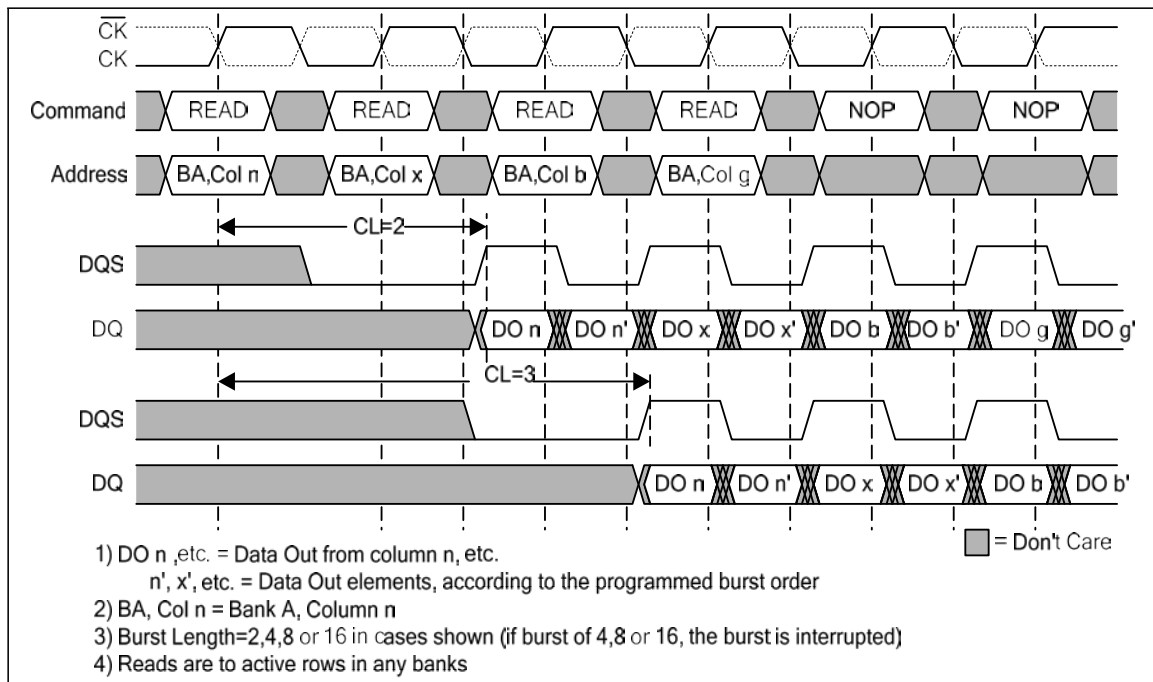 CK
CK
Command READ READ READ READ NOP NOP
Address BA,Col n BA,Col x BA,Col b BA,Col g
CL=2
DQS
DQ DO n DO n' DO x DO x' DO b DO b' DO g DO g'
CL=3
DQS
DQ DO n DO n' DO x DO x' DO b DO b'
= Don't Care
1) DO n ,etc. = Data Out from column n, etc.
n', x', etc. = Data Out elements, according to the programmed burst order
2) BA, Col n = Bank A, Column n
3) Burst Length=2,4,8 or 16 in cases shown (if burst of 4,8 or 16, the burst is interrupted)
4) Reads are to active rows in any banks